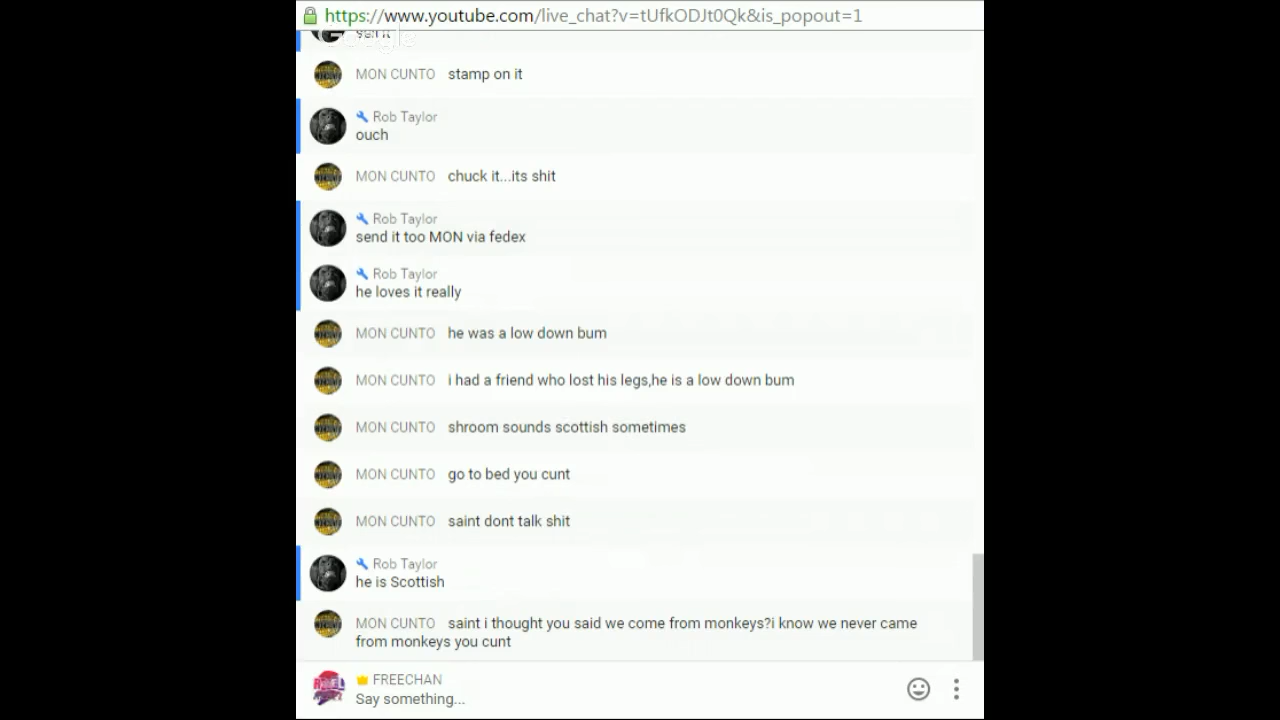 https://www.youtube.com/live_chat?v=tUfkODJt0Qk&is_popout=1
Google
MON CUNTO stamp on it
Rob Taylor
ouch
MON CUNTO chuck it...its shit
Rob Taylor
send it too MON via fedex
Rob Taylor
he loves it really
MON CUNTO he was a low down bum
MON CUNTO i had a friend who lost his legs,he is a low down bum
MON CUNTO shroom sounds scottish sometimes
MON CUNTO go to bed you cunt
MON CUNTO saint dont talk shit
Rob Taylor
he is Scottish
MON CUNTO saint i thought you said we come from monkeys?i know we never came
from monkeys you cunt
FREECHAN
Say something...